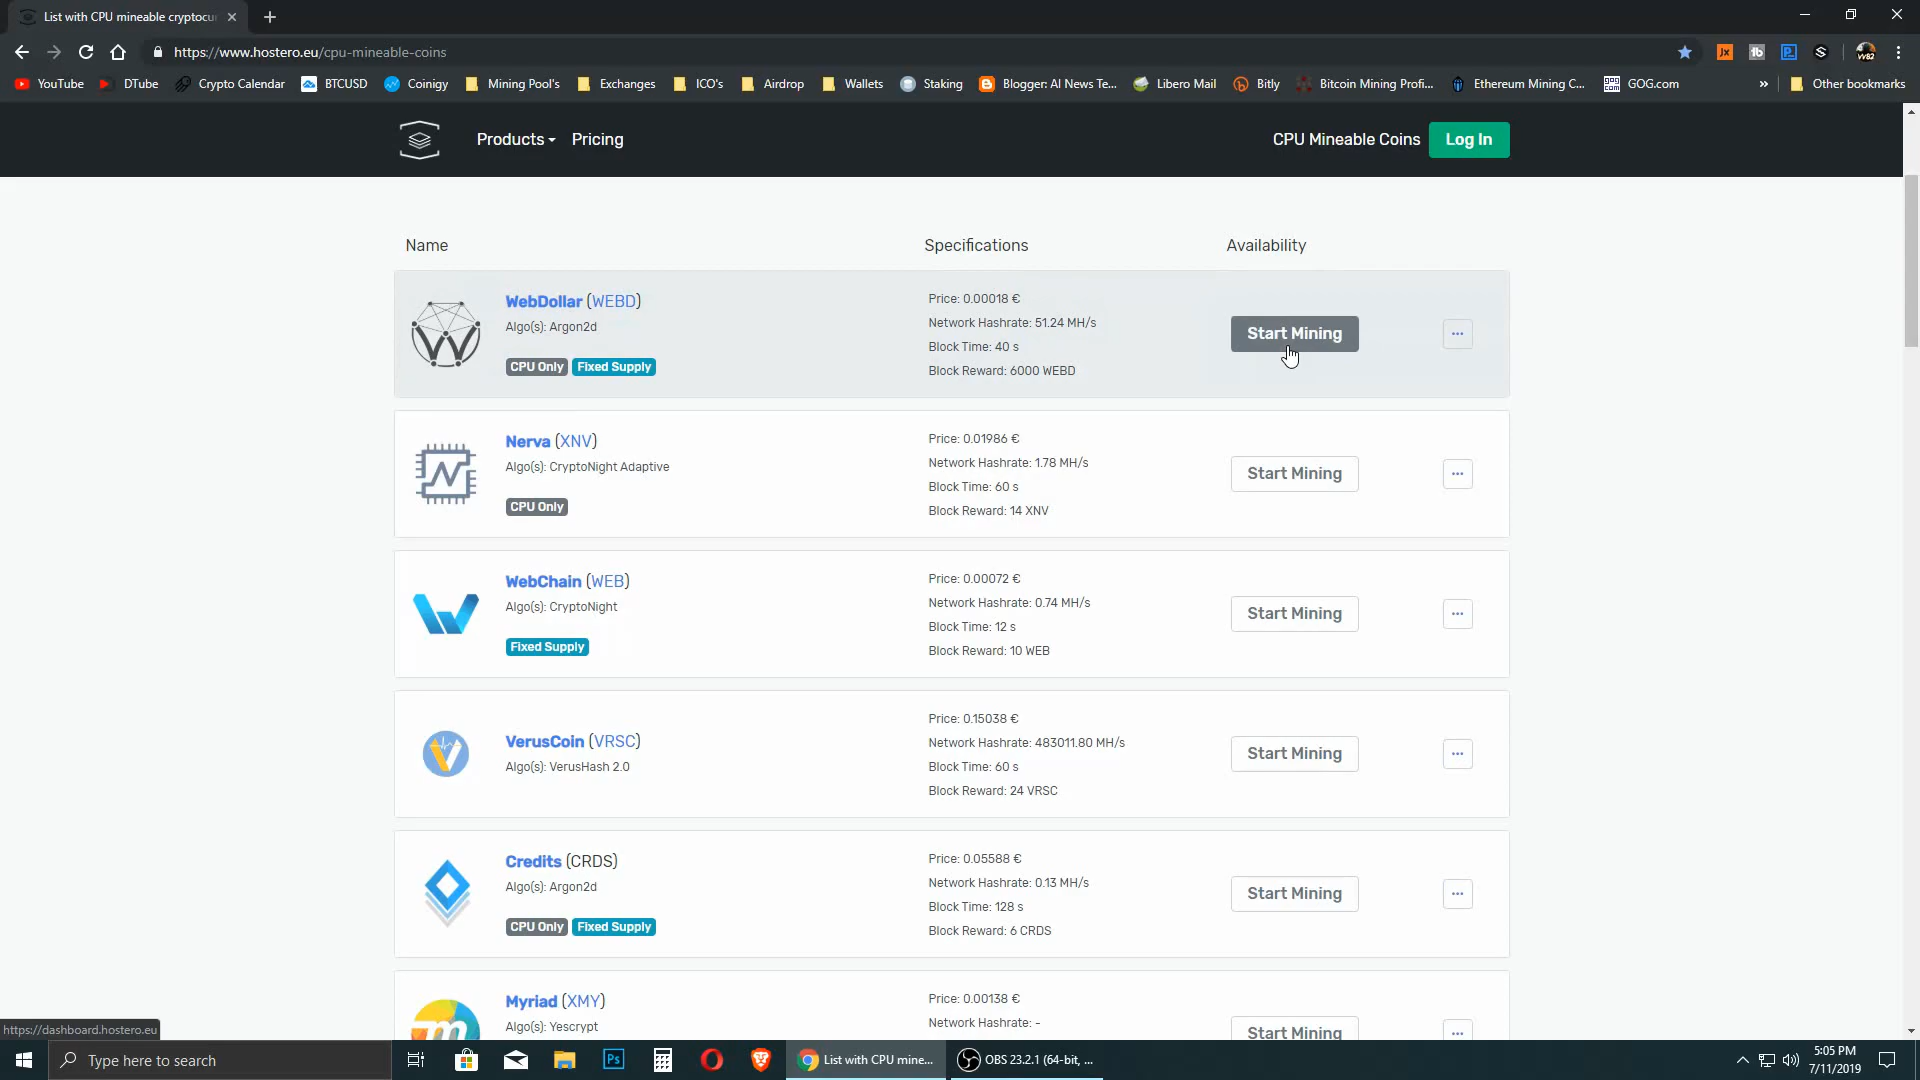 List with CPU mineable cryptocu
https://www.hostero.eu/cpu-mineable-coins
YouTube
DTube
Crypto Calendar
BTCUSD
Coinigy
Mining Pool's
Exchanges
ICO's
Airdrop
Wallets
Staking
Blogger: AI News Te...
Libero Mail
Bitly
Bitcoin Mining Profi...
Ethereum Mining C...
GOG.com
»
Other bookmarks
Products
Pricing
CPU Mineable Coins
Log In
Name
Specifications
Availability
WebDollar (WEBD)
Algo(s): Argon2d
CPU Only
Fixed Supply
Price: 0.00018 €
Network Hashrate: 51.24 MH/s
Block Time: 40 s
Block Reward: 6000 WEBD
Start Mining
...
Nerva (XNV)
Algo(s): CryptoNight Adaptive
CPU Only
Price: 0.01986 €
Network Hashrate: 1.78 MH/s
Block Time: 60 s
Block Reward: 14 XNV
Start Mining
...
WebChain (WEB)
Algo(s): CryptoNight
Fixed Supply
Price: 0.00072 €
Network Hashrate: 0.74 MH/s
Block Time: 12 s
Block Reward: 10 WEB
Start Mining
...
VerusCoin (VRSC)
Algo(s): VerusHash 2.0
Price: 0.15038 €
Network Hashrate: 483011.80 MH/s
Block Time: 60 s
Block Reward: 24 VRSC
Start Mining
...
Credits (CRDS)
Algo(s): Argon2d
CPU Only
Fixed Supply
Price: 0.05588 €
Network Hashrate: 0.13 MH/s
Block Time: 128 s
Block Reward: 6 CRDS
Start Mining
...
Myriad (XMY)
Algo(s): Yescrypt
Price: 0.00138 €
Network Hashrate: -
Start Mining
...
https://dashboard.hostero.eu
Type here to search
Ps
List with CPU mine...
OBS 23.2.1 (64-bit, ...
5:05 PM
7/11/2019